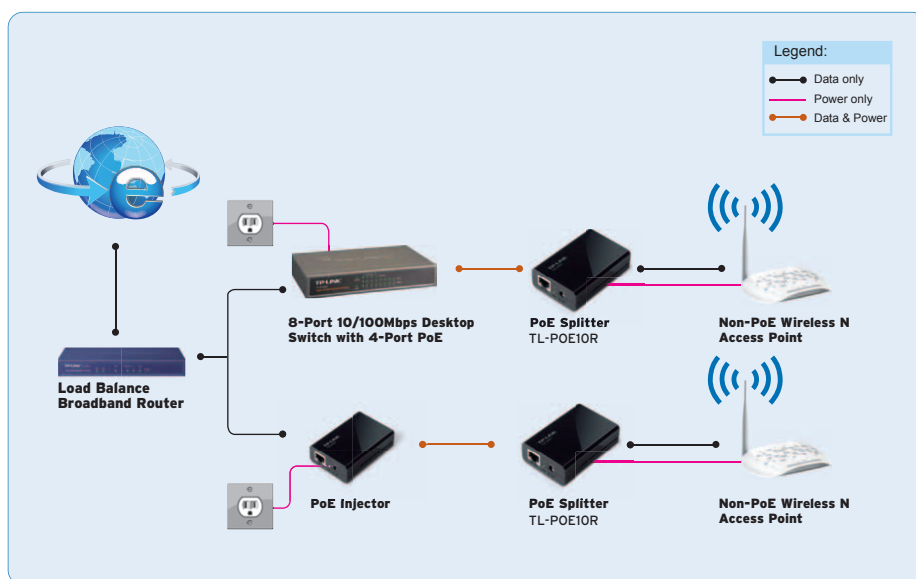 Legend:
Data only
Power only
Data & Power
TP-LINK
8-Port 10/100Mbps Desktop
Switch with 4-Port PoE
PoE Splitter
TL-POE10R
Non-PoE Wireless N
Access Point
Load Balance
Broadband Router
PoE Injector
PoE Splitter
TL-POE10R
Non-PoE Wireless N
Access Point